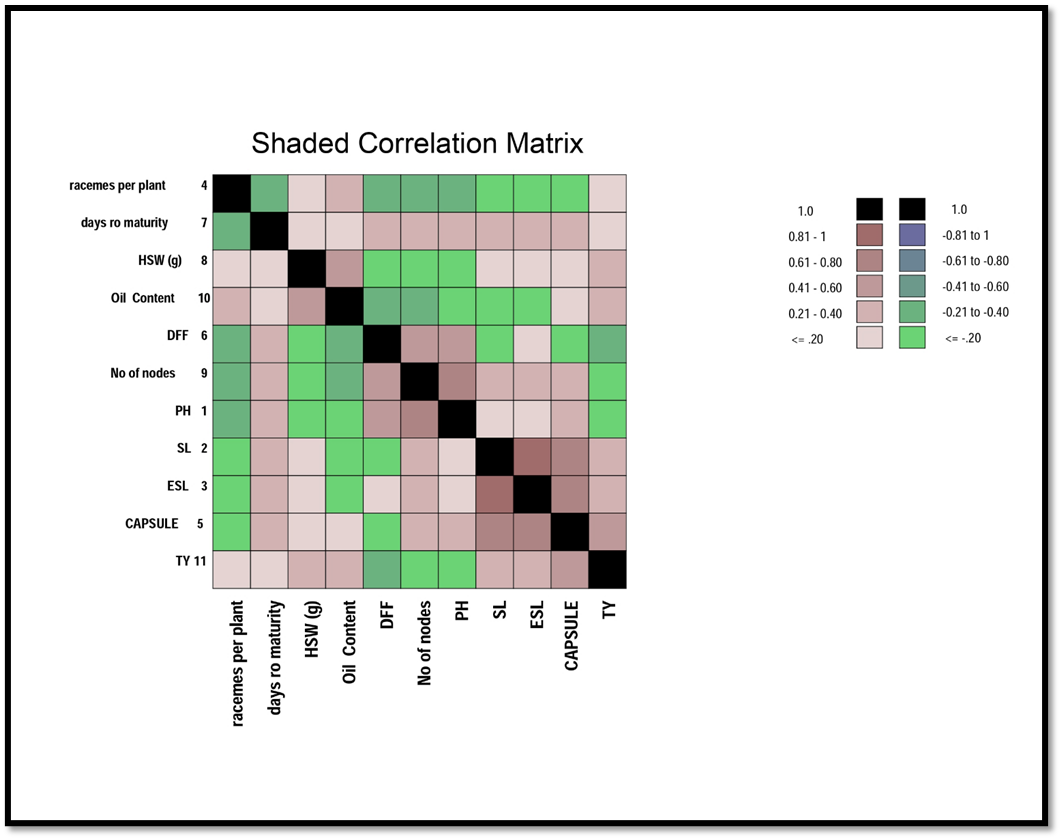 Shaded Correlation Matrix
racemes per plant 4
days ro maturity 7
HSW (g) 8
Oil Content 10
DFF 6
No of nodes 9
PH 1
SL 2
ESL 3
CAPSULE 5
TY 11
racemes per plant
days ro maturity
HSW (g)
Oil Content
DFF
No of nodes
PH
SL
ESL
CAPSULE
TY
1.0 1.0
0.81 - 1 -0.81 to 1
0.61 - 0.80 -0.61 to -0.80
0.41 - 0.60 -0.41 to -0.60
0.21 - 0.40 -0.21 to -0.40
<= .20 <= -.20